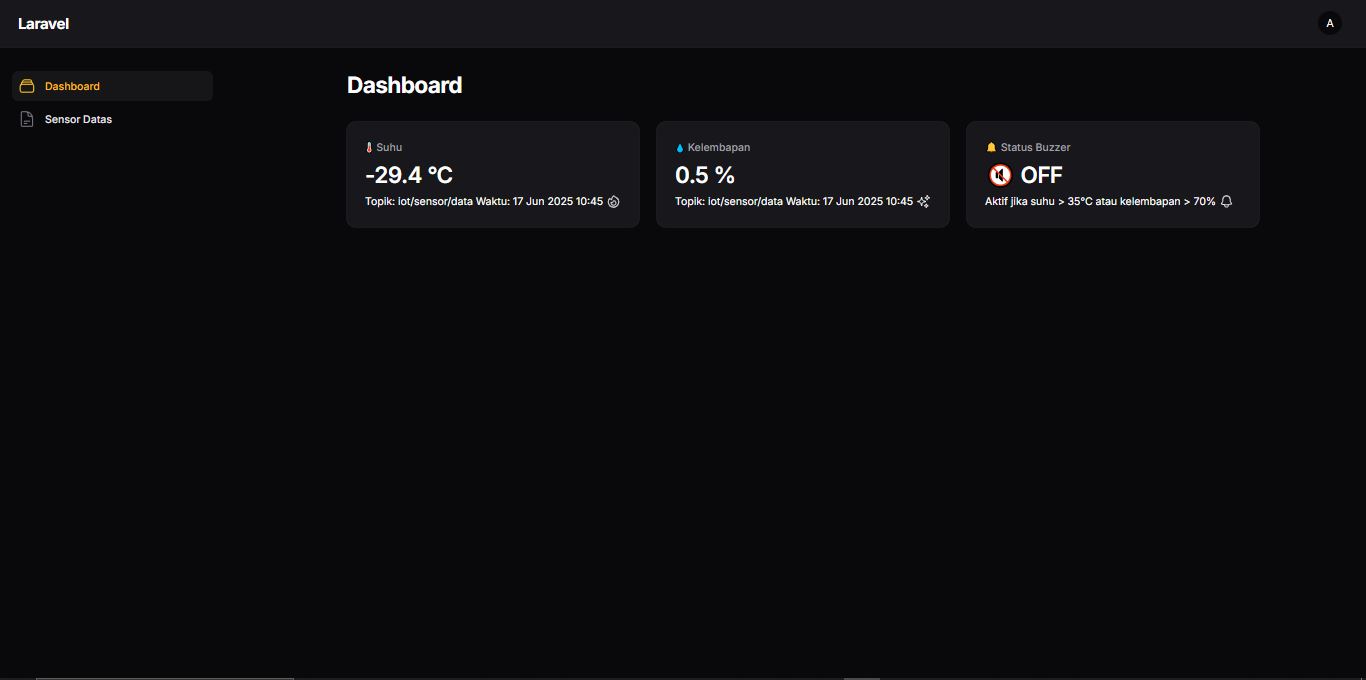 Laravel
A
Dashboard
Sensor Datas
Dashboard
Suhu
-29.4 °C
Topik: iot/sensor/data Waktu: 17 Jun 2025 10:45
Kelembapan
0.5 %
Topik: iot/sensor/data Waktu: 17 Jun 2025 10:45
Status Buzzer
OFF
Aktif jika suhu > 35°C atau kelembapan > 70%